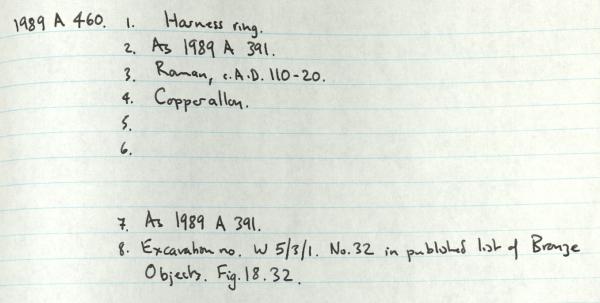 1989 A 460. 1. Harness ring.
2. As 1989 A 391.
3. Roman, c.A.D. 110-20.
4. Copper alloy.
5.
6.
7. As 1989 A 391.
8. Excavation no. W 5/3/1. No.32 in published list of Bronze
Objects. Fig.18.32.